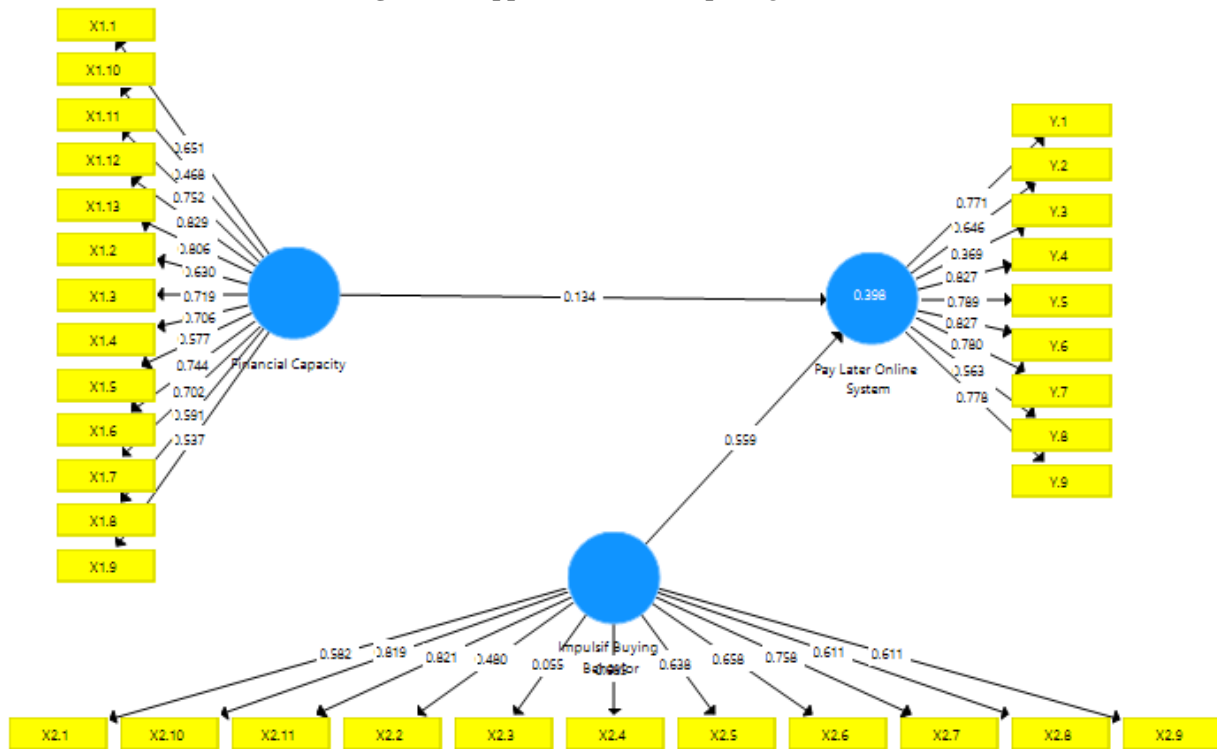 X1.1
X1.10
X1.11
X1.12
X1.13
X1.2
X1.3
X1.4
X1.5
X1.6
X1.7
X1.8
X1.9
0.651
0.468
0.752
0.829
0.806
0.630
0.719
0.706
0.577
0.744
0.702
0.591
0.537
Financial Capacity
0.134
0.398
Pay Later Online
System
0.559
0.771
0.646
0.369
0.827
0.789
0.827
0.780
0.563
0.778
Y.1
Y.2
Y.3
Y.4
Y.5
Y.6
Y.7
Y.8
Y.9
Impulsif Buying
Behavior
0.582
0.819
0.821
0.480
0.055
0.638
0.658
0.758
0.611
0.611
X2.1
X2.10
X2.11
X2.2
X2.3
X2.4
X2.5
X2.6
X2.7
X2.8
X2.9